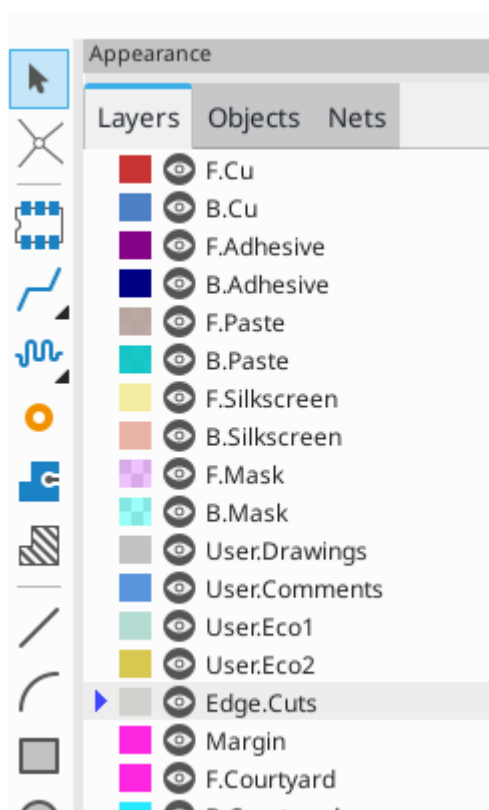 Appearance
Layers Objects Nets
F.Cu
B.Cu
F.Adhesive
B.Adhesive
F.Paste
B.Paste
F.Silkscreen
B.Silkscreen
F.Mask
B.Mask
User.Drawings
User.Comments
User.Eco1
User.Eco2
Edge.Cuts
Margin
F.Courtyard